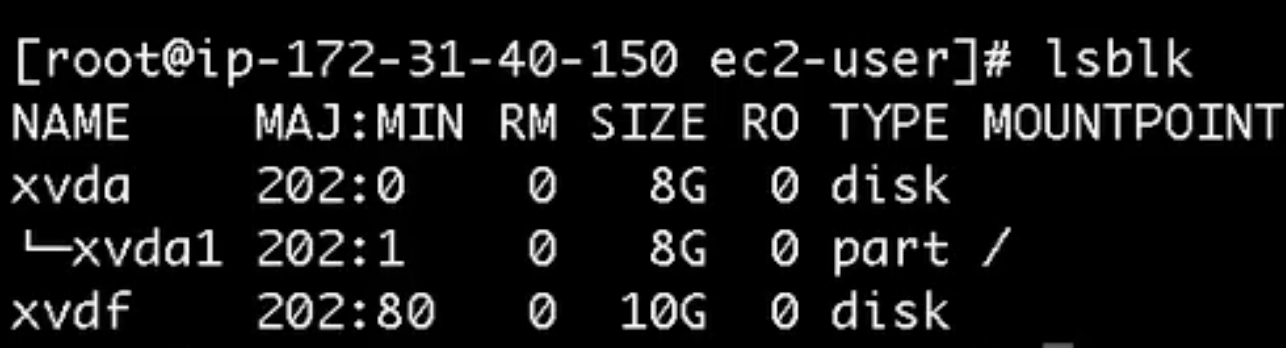 [root@ip-172-31-40-150 ec2-user]# lsblk
NAME    MAJ:MIN RM SIZE RO TYPE MOUNTPOINT
xvda    202:0    0   8G  0 disk
└─xvda1 202:1    0   8G  0 part /
xvdf    202:80   0  10G  0 disk